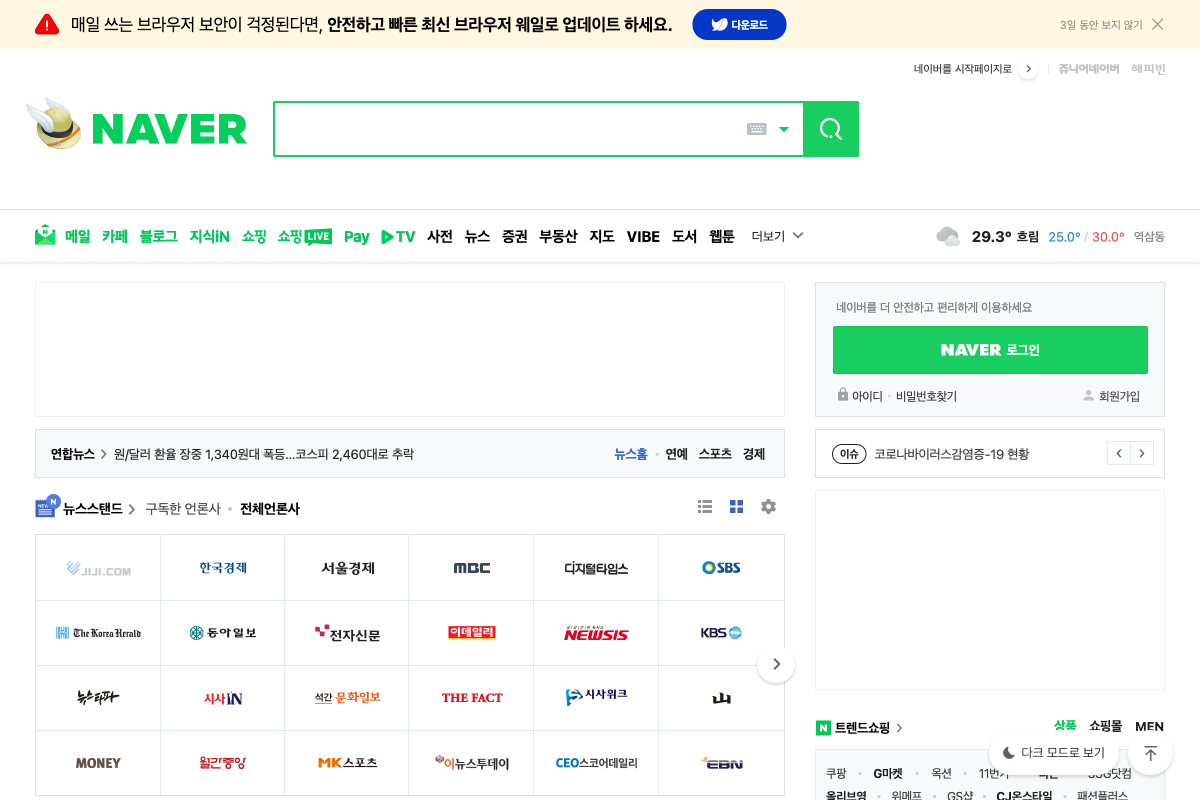 매일 쓰는 브라우저 보안이 걱정된다면, 안전하고 빠른 최신 브라우저 웨일로 업데이트 하세요. 다운로드 3일 동안 보지 않기
네이버를 시작페이지로 쥬니어네이버 해피빈
NAVER
메일 카페 블로그 지식iN 쇼핑 쇼핑LIVE Pay TV 사전 뉴스 증권 부동산 지도 VIBE 도서 웹툰 더보기 29.3° 흐림 25.0° / 30.0° 역삼동
네이버를 더 안전하고 편리하게 이용하세요
NAVER 로그인
아이디 · 비밀번호찾기 회원가입
연합뉴스 > 원/달러 환율 장중 1,340원대 폭등…코스피 2,460대로 추락 뉴스홈 · 연예 스포츠 경제
이슈 코로나바이러스감염증-19 현황
뉴스스탠드 > 구독한 언론사 · 전체언론사
JIJI.COM 한국경제 서울경제 MBC 디지털타임스 SBS
The Korea Herald 동아일보 전자신문 이데일리 NEWSIS KBS
뉴스타파 시사IN 석간 문화일보 THE FACT 시사위크
MONEY 월간중앙 MK스포츠 이뉴스투데이 CEO스코어데일리 EBN
N 트렌드쇼핑 > 상품 쇼핑몰 MEN
다크 모드로 보기
쿠팡 · G마켓 · 옥션 · 11번가
올리브영 · 위메프 · GS샵 · CJ온스타일 · 패션플러스